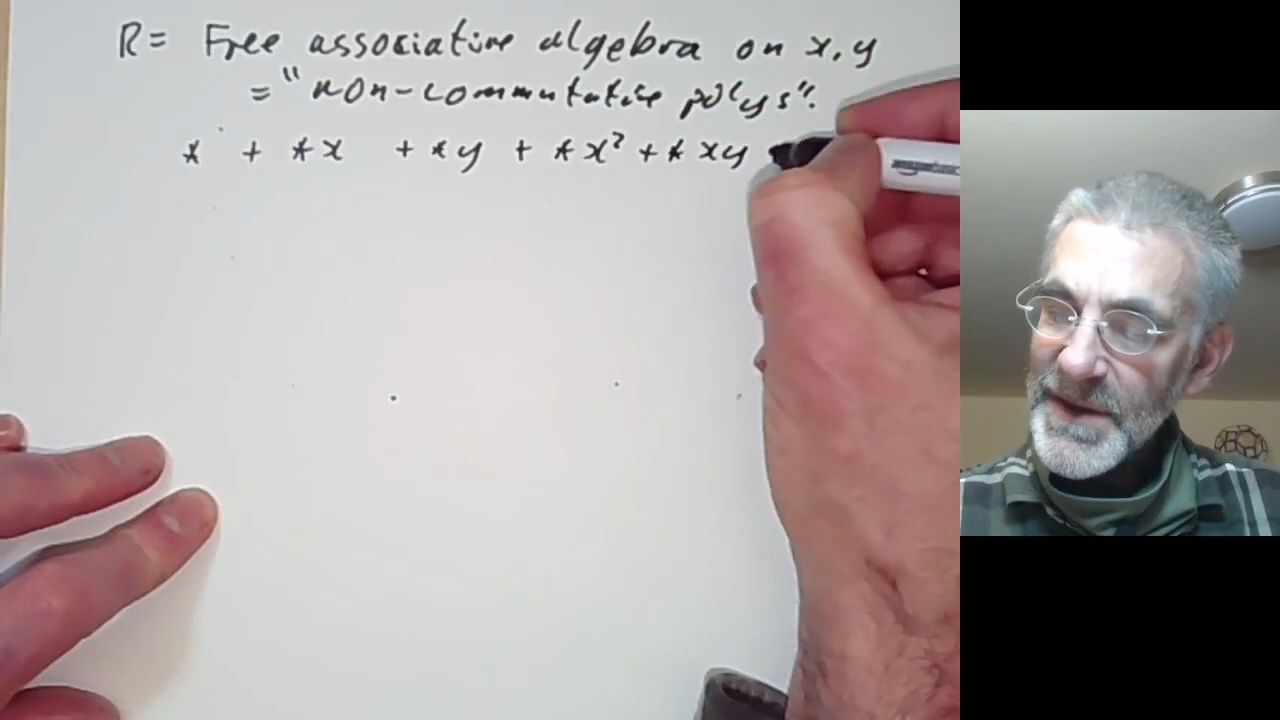 R = Free associative algebra on x, y
= "non-commutative polys".
* + *x + *y + *x² + *xy